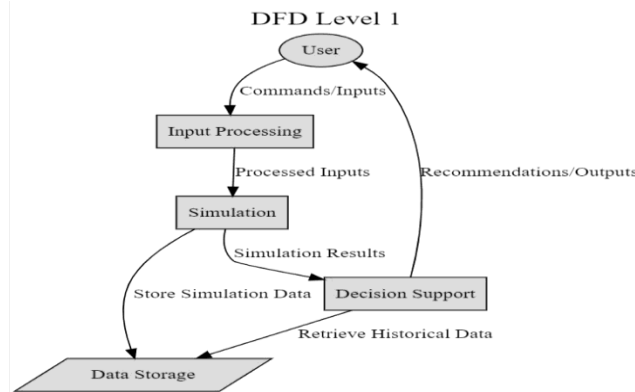 DFD Level 1
User
Commands/Inputs
Input Processing
Processed Inputs
Recommendations/Outputs
Simulation
Simulation Results
Store Simulation Data
Decision Support
Retrieve Historical Data
Data Storage